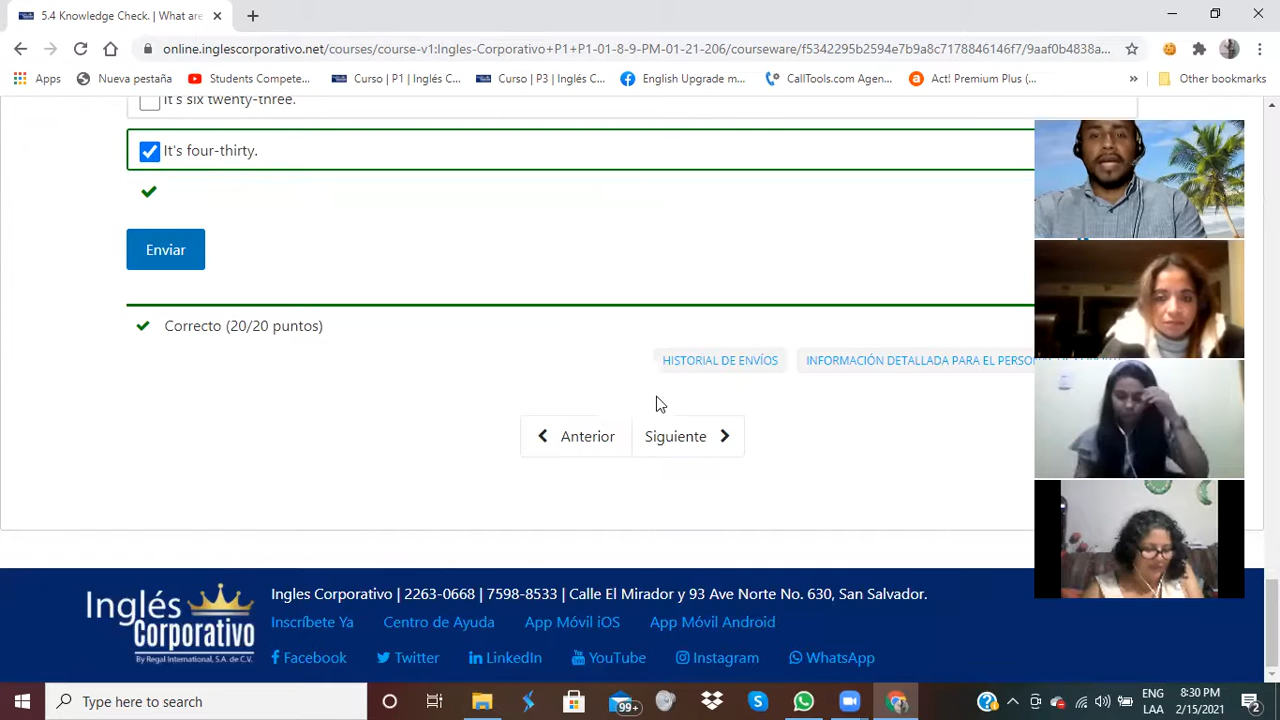 5.4 Knowledge Check. | What are
online.inglescorporativo.net/courses/course-v1:Ingles-Corporativo+P1+P1-01-8-9-PM-01-21-206/courseware/f5342295b2594e7b9a8c7178846146f7/9aaf0b4838a...
Apps
Nueva pestaña
Students Compete...
Curso | P1 | Inglés C...
Curso | P3 | Inglés C...
English Upgrade m...
CallTools.com Agen...
Act! Premium Plus (...
»
Other bookmarks
It's six twenty-three.
It's four-thirty.
Enviar
Correcto (20/20 puntos)
HISTORIAL DE ENVÍOS
INFORMACIÓN DETALLADA PARA EL
Anterior
Siguiente
Inglés Corporativo
By Regul International, S.A. de C.V.
Ingles Corporativo | 2263-0668 | 7598-8533 | Calle El Mirador y 93 Ave Norte No. 630, San Salvador.
Inscríbete Ya
Centro de Ayuda
App Móvil iOS
App Móvil Android
Facebook
Twitter
LinkedIn
YouTube
Instagram
WhatsApp
Type here to search
99+
ENG
LAA
8:30 PM
2/15/2021
2